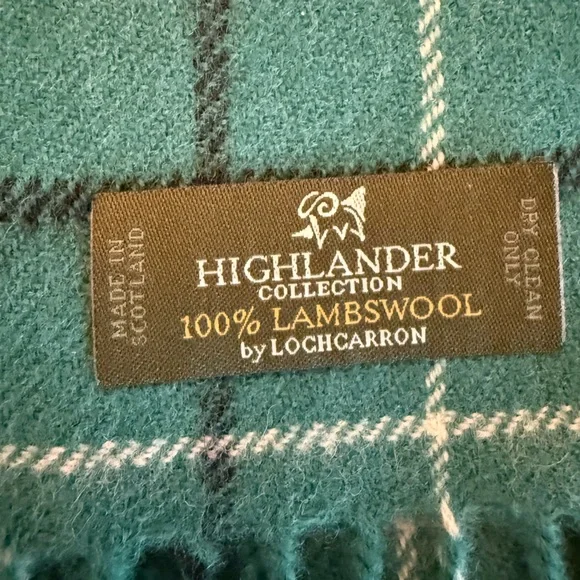 MADE IN
SCOTLAND
HIGHLANDER
COLLECTION
100% LAMBSWOOL
by LOCHCARRON
DRY CLEAN
ONLY